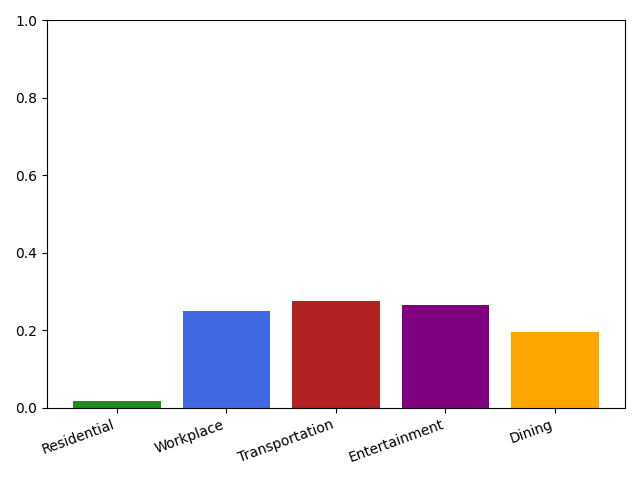 1.0
0.8
0.6
0.4
0.2
0.0
Residential
Workplace
Transportation
Entertainment
Dining